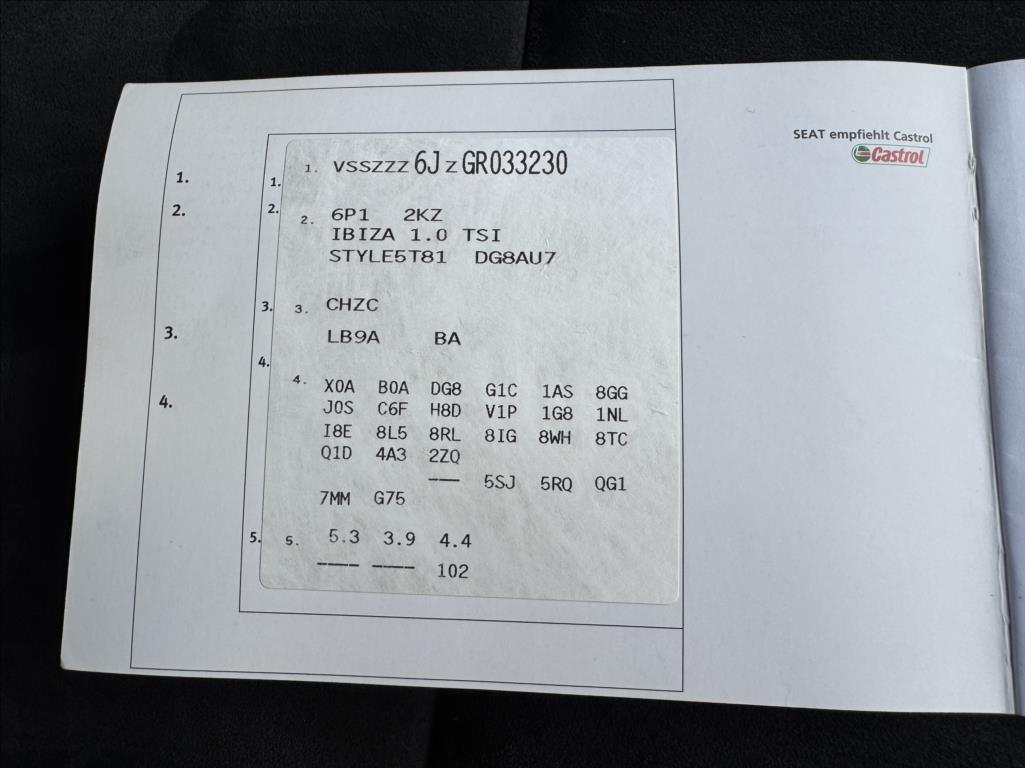 SEAT empfiehlt Castrol
Castrol
1. 1. 1. VSSZZZ6JZGR033230
2. 2. 2. 6P1 2KZ
IBIZA 1.0 TSI
STYLE5T81 DG8AU7
3. 3. 3. CHZC
LB9A BA
4. 4. 4. X0A B0A DG8 G1C 1AS 8GG
J0S C6F H8D V1P 1G8 1NL
I8E 8L5 8RL 8IG 8WH 8TC
Q1D 4A3 2ZQ
--- 5SJ 5RQ QG1
7MM G75
5. 5. 5.3 3.9 4.4
---- ---- 102